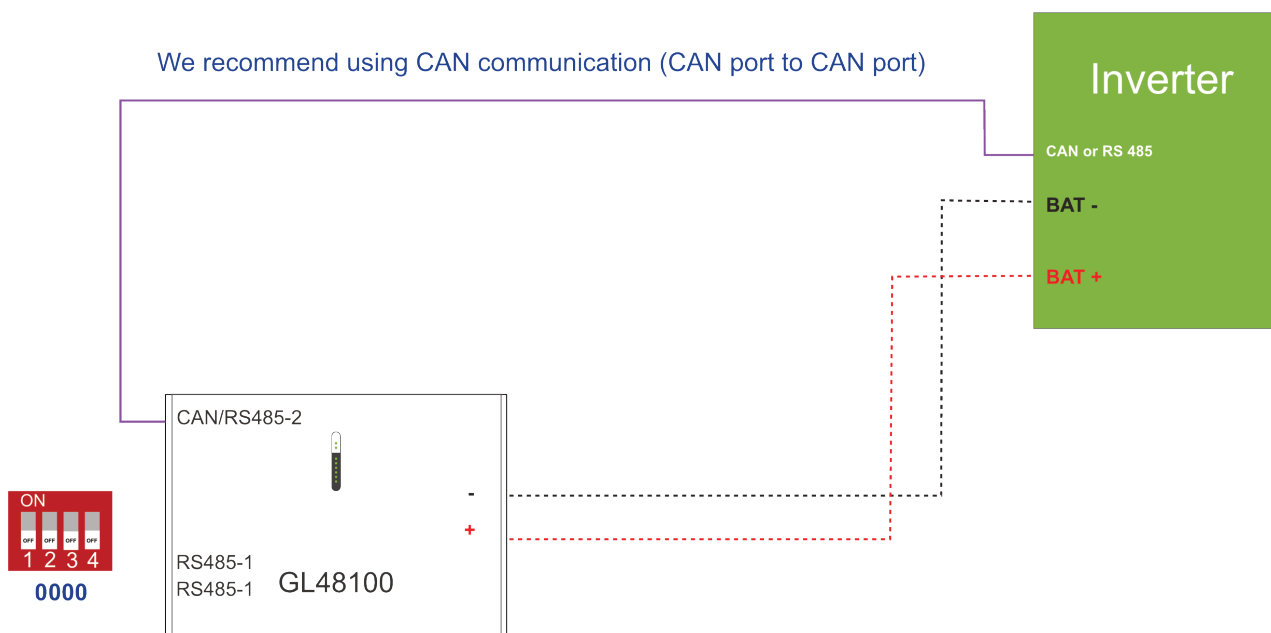 We recommend using CAN communication (CAN port to CAN port)
Inverter
CAN or RS 485
BAT -
BAT +
CAN/RS485-2
-
+
ON
OFF OFF OFF OFF
1 2 3 4
0000
RS485-1
RS485-1
GL48100